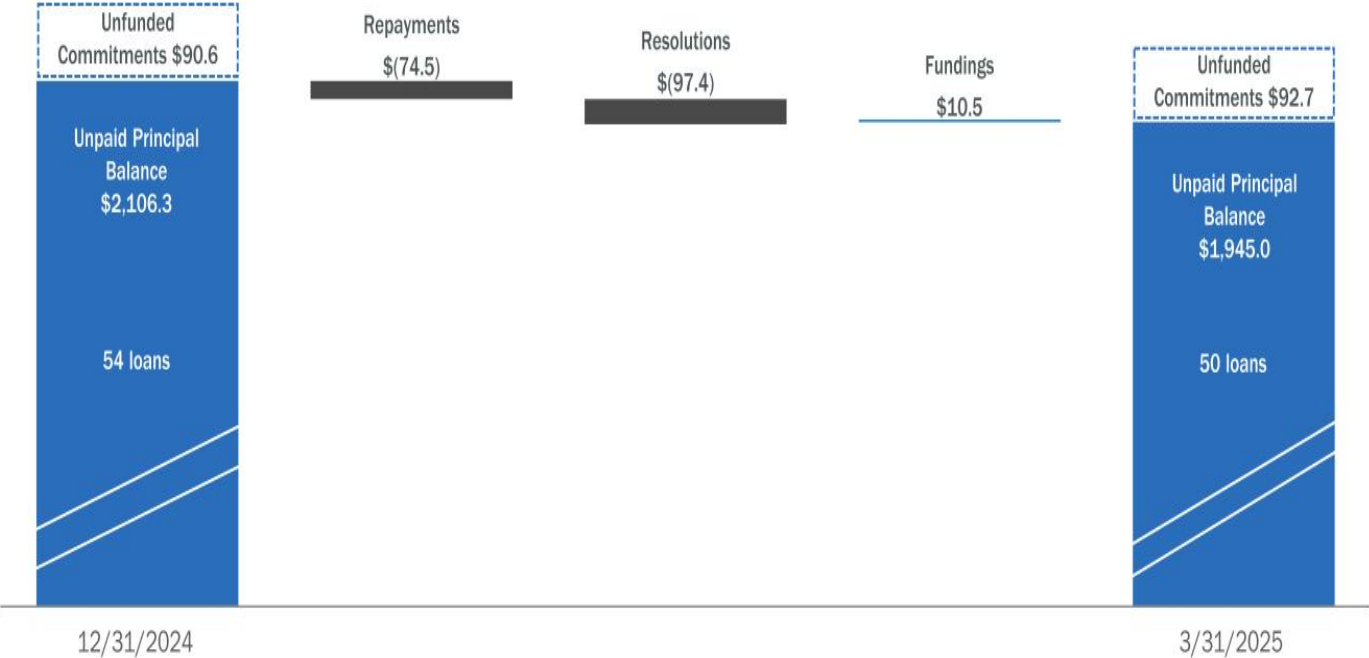 Unfunded
Commitments $90.6
Unpaid Principal
Balance
$2,106.3
54 loans
12/31/2024
Repayments
$(74.5)
Resolutions
$(97.4)
Fundings
$10.5
Unfunded
Commitments $92.7
Unpaid Principal
Balance
$1,945.0
50 loans
3/31/2025